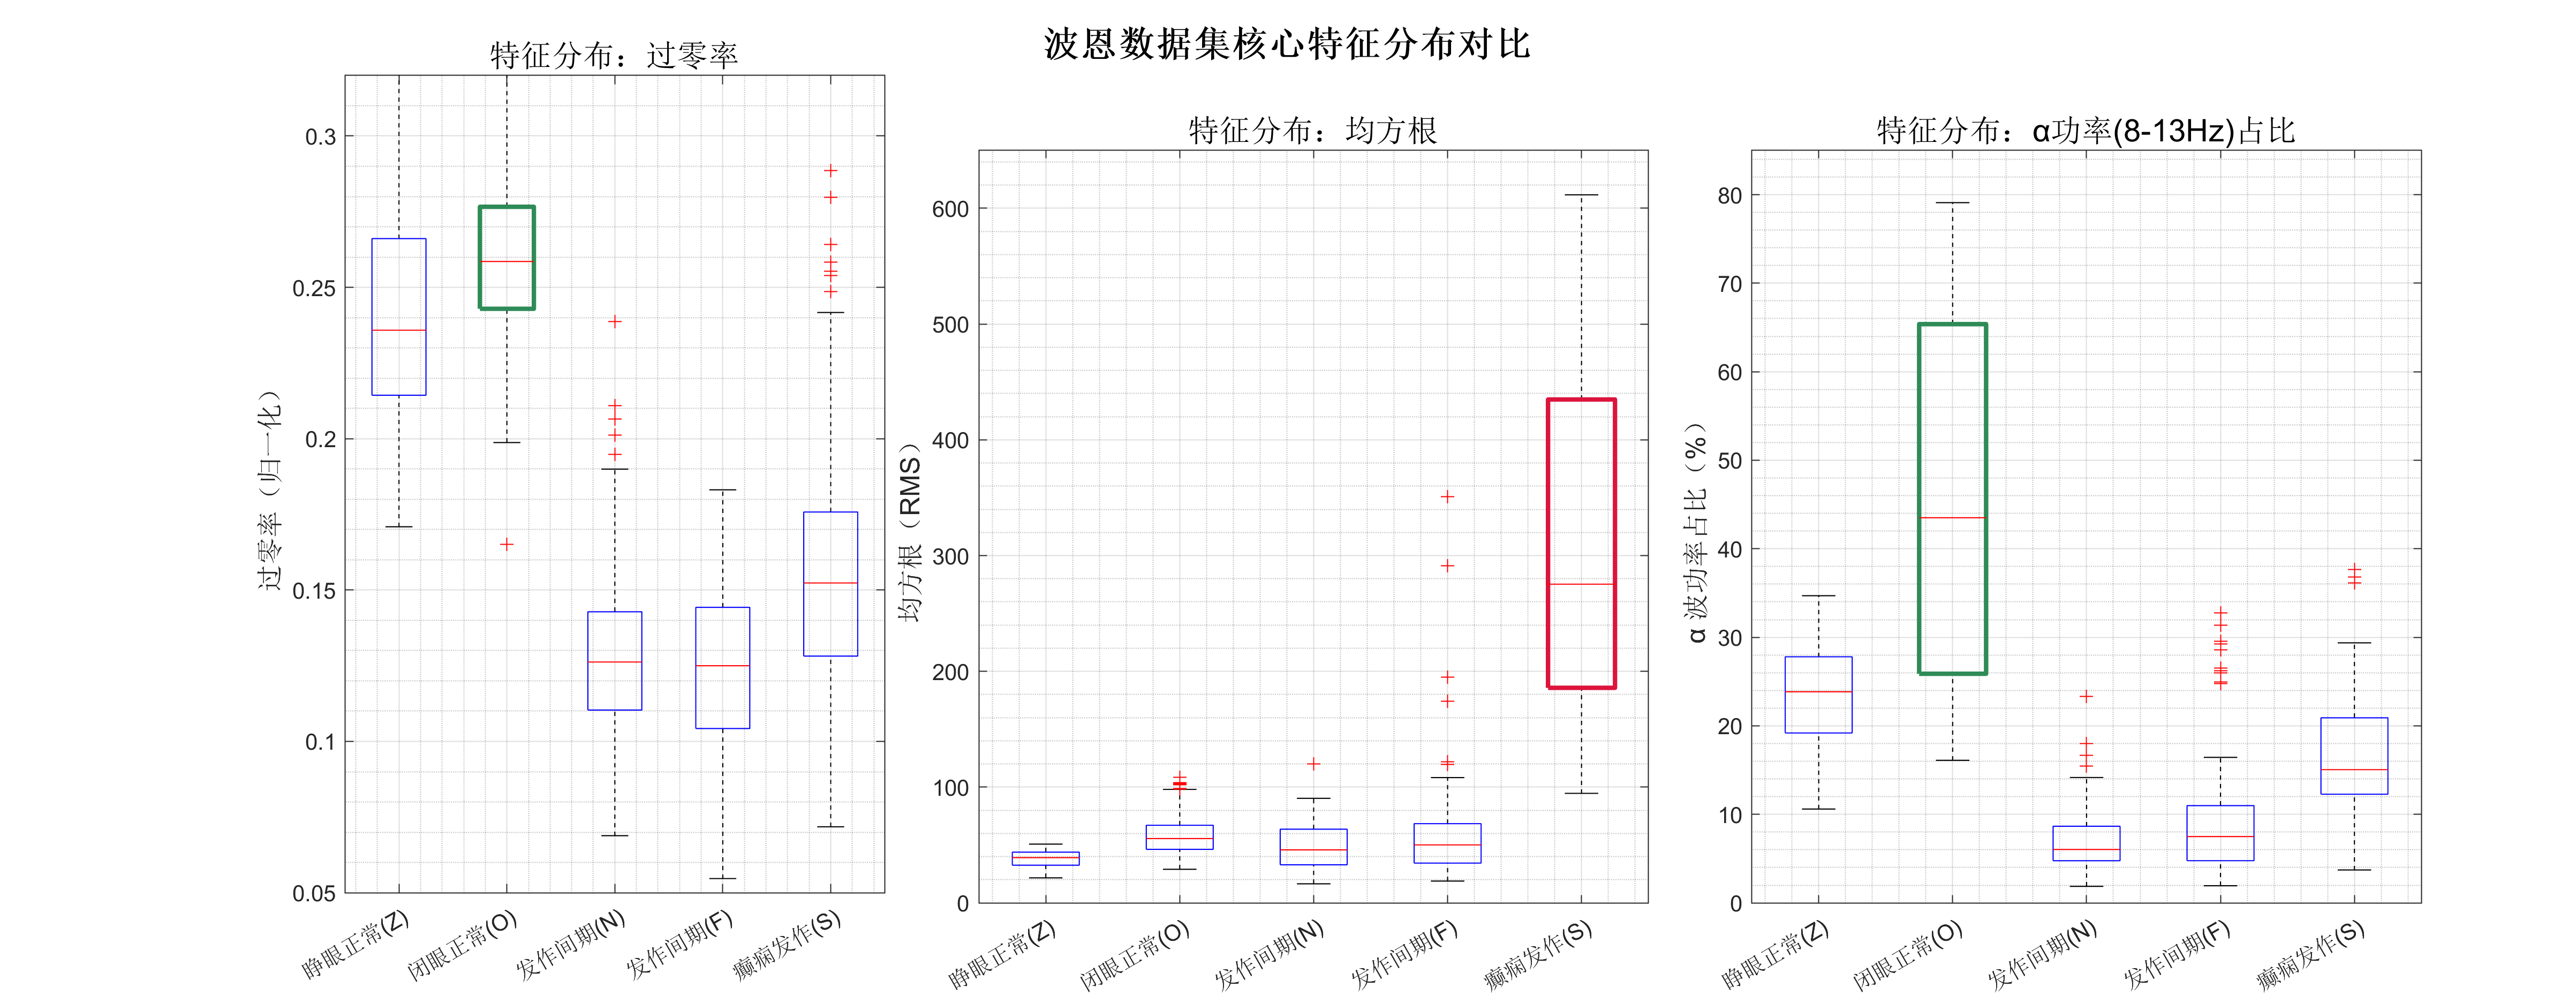 波恩数据集核心特征分布对比
特征分布：过零率
过零率（归一化）
0.3
0.25
0.2
0.15
0.1
0.05
睁眼正常(Z)
闭眼正常(O)
发作间期(N)
发作间期(F)
癫痫发作(S)
特征分布：均方根
均方根（RMS）
600
500
400
300
200
100
0
睁眼正常(Z)
闭眼正常(O)
发作间期(N)
发作间期(F)
癫痫发作(S)
特征分布：α功率(8-13Hz)占比
α 波功率占比（%）
80
70
60
50
40
30
20
10
0
睁眼正常(Z)
闭眼正常(O)
发作间期(N)
发作间期(F)
癫痫发作(S)